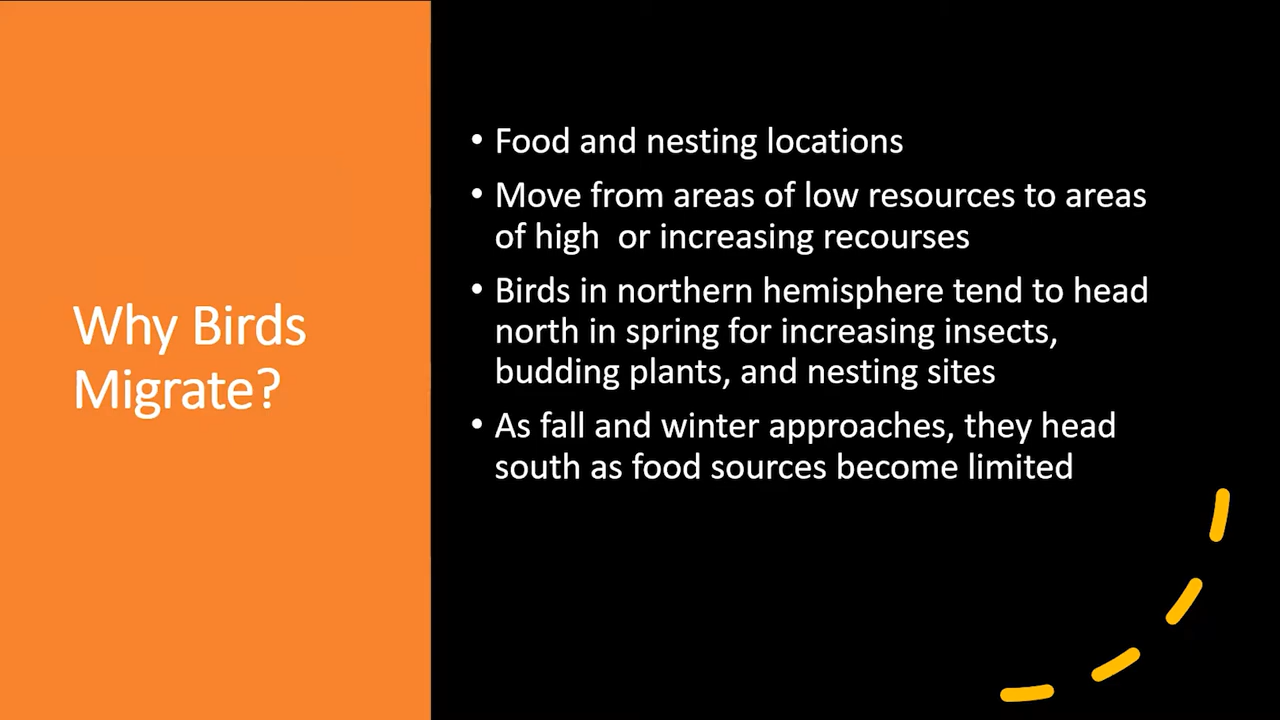 Why Birds
Migrate?
• Food and nesting locations
• Move from areas of low resources to areas
of high  or increasing recourses
• Birds in northern hemisphere tend to head
north in spring for increasing insects,
budding plants, and nesting sites
• As fall and winter approaches, they head
south as food sources become limited